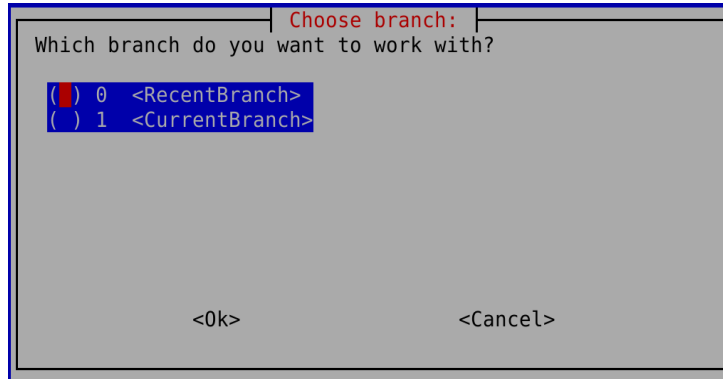 Choose branch:
Which branch do you want to work with?
( ) 0 <RecentBranch>
( ) 1 <CurrentBranch>
<Ok> <Cancel>